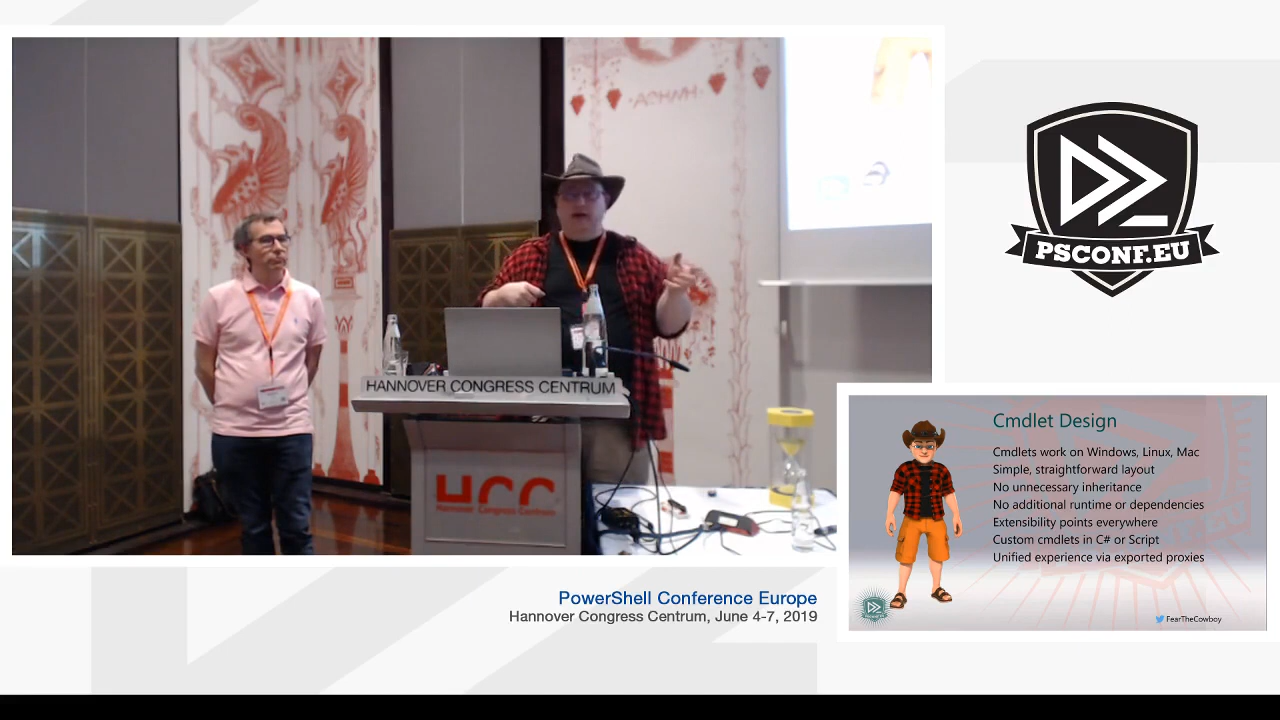 HANNOVER CONGRESS CENTRUM
HCC
Hannover Congress Centrum
PSCONF.EU
Cmdlet Design
Cmdlets work on Windows, Linux, Mac
Simple, straightforward layout
No unnecessary inheritance
No additional runtime or dependencies
Extensibility points everywhere
Custom cmdlets in C# or Script
Unified experience via exported proxies
PSCONF.EU
FearTheCowboy
PowerShell Conference Europe
Hannover Congress Centrum, June 4-7, 2019